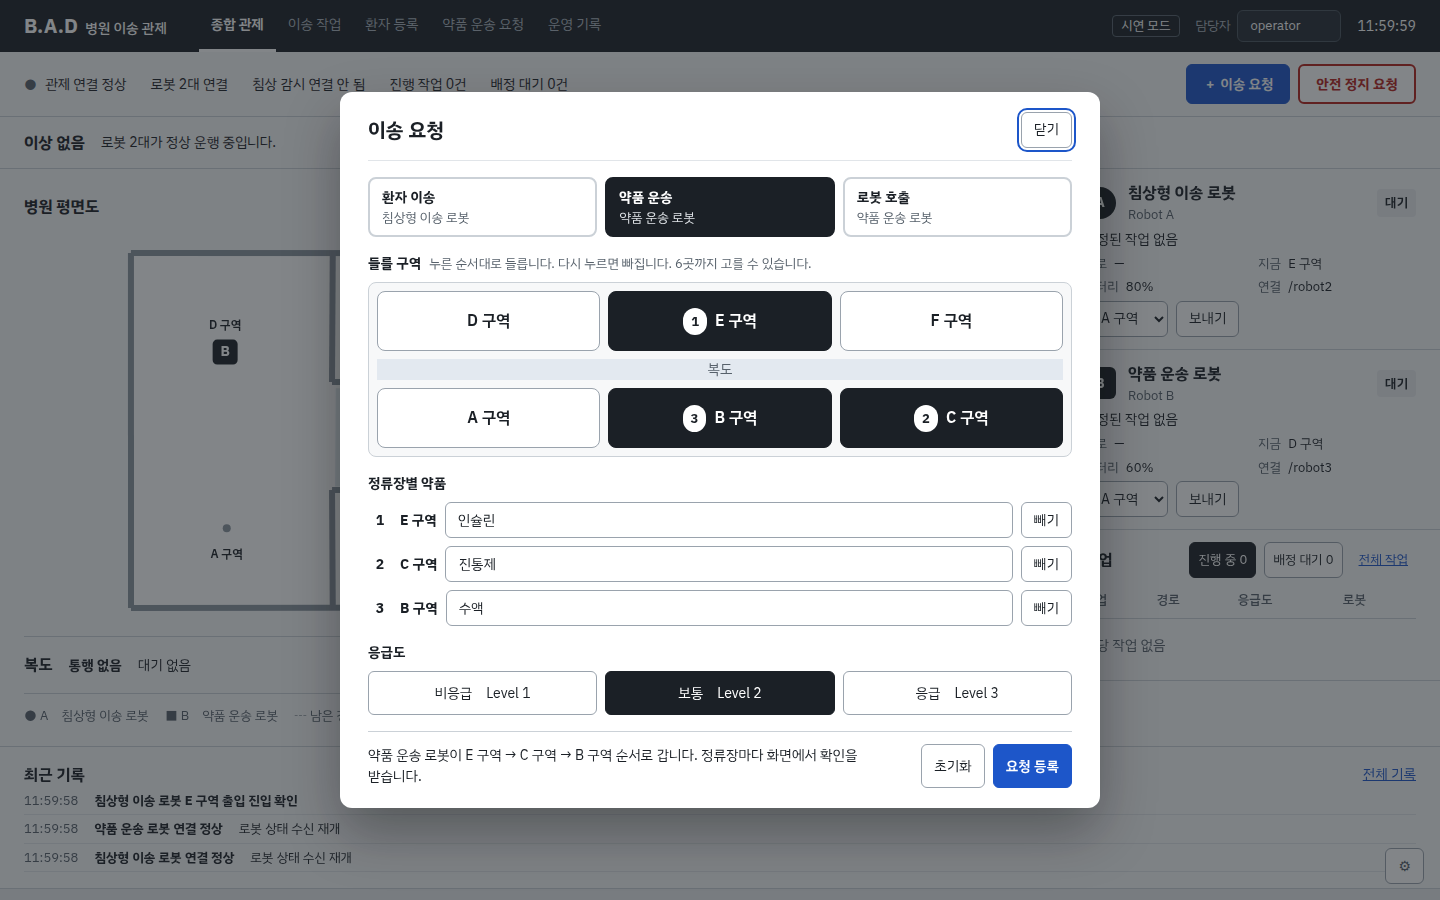 B.A.D 병원 이송 관제
종합 관제 이송 작업 환자 등록 약품 운송 요청 운영 기록
시연 모드 담당자 operator 11:59:59
관제 연결 정상 로봇 2대 연결 침상 감시 연결 안 됨 진행 작업 0건 배정 대기 0건
+ 이송 요청 안전 정지 요청
이상 없음 로봇 2대가 정상 운행 중입니다.
병원 평면도
D 구역
B
A 구역
복도 통행 없음 대기 없음
A 침상형 이송 로봇 B 약품 운송 로봇 --- 남은
최근 기록
전체 기록
11:59:58 침상형 이송 로봇 E 구역 출입 진입 확인
11:59:58 약품 운송 로봇 연결 정상 로봇 상태 수신 재개
11:59:58 침상형 이송 로봇 연결 정상 로봇 상태 수신 재개
이송 요청
닫기
환자 이송
침상형 이송 로봇
약품 운송
약품 운송 로봇
로봇 호출
약품 운송 로봇
들를 구역 누른 순서대로 들릅니다. 다시 누르면 빠집니다. 6곳까지 고를 수 있습니다.
D 구역 1 E 구역 F 구역
복도
A 구역 3 B 구역 2 C 구역
정류장별 약품
1 E 구역 인슐린 빼기
2 C 구역 진통제 빼기
3 B 구역 수액 빼기
응급도
비응급 Level 1 보통 Level 2 응급 Level 3
약품 운송 로봇이 E 구역 → C 구역 → B 구역 순서로 갑니다. 정류장마다 화면에서 확인을
받습니다.
초기화 요청 등록
침상형 이송 로봇
Robot A
대기
정된 작업 없음
로 — 지금 E 구역
터리 80% 연결 /robot2
A 구역 보내기
약품 운송 로봇
Robot B
대기
정된 작업 없음
로 — 지금 D 구역
터리 60% 연결 /robot3
A 구역 보내기
업 진행 중 0 배정 대기 0 전체 작업
업 경로 응급도 로봇
당 작업 없음